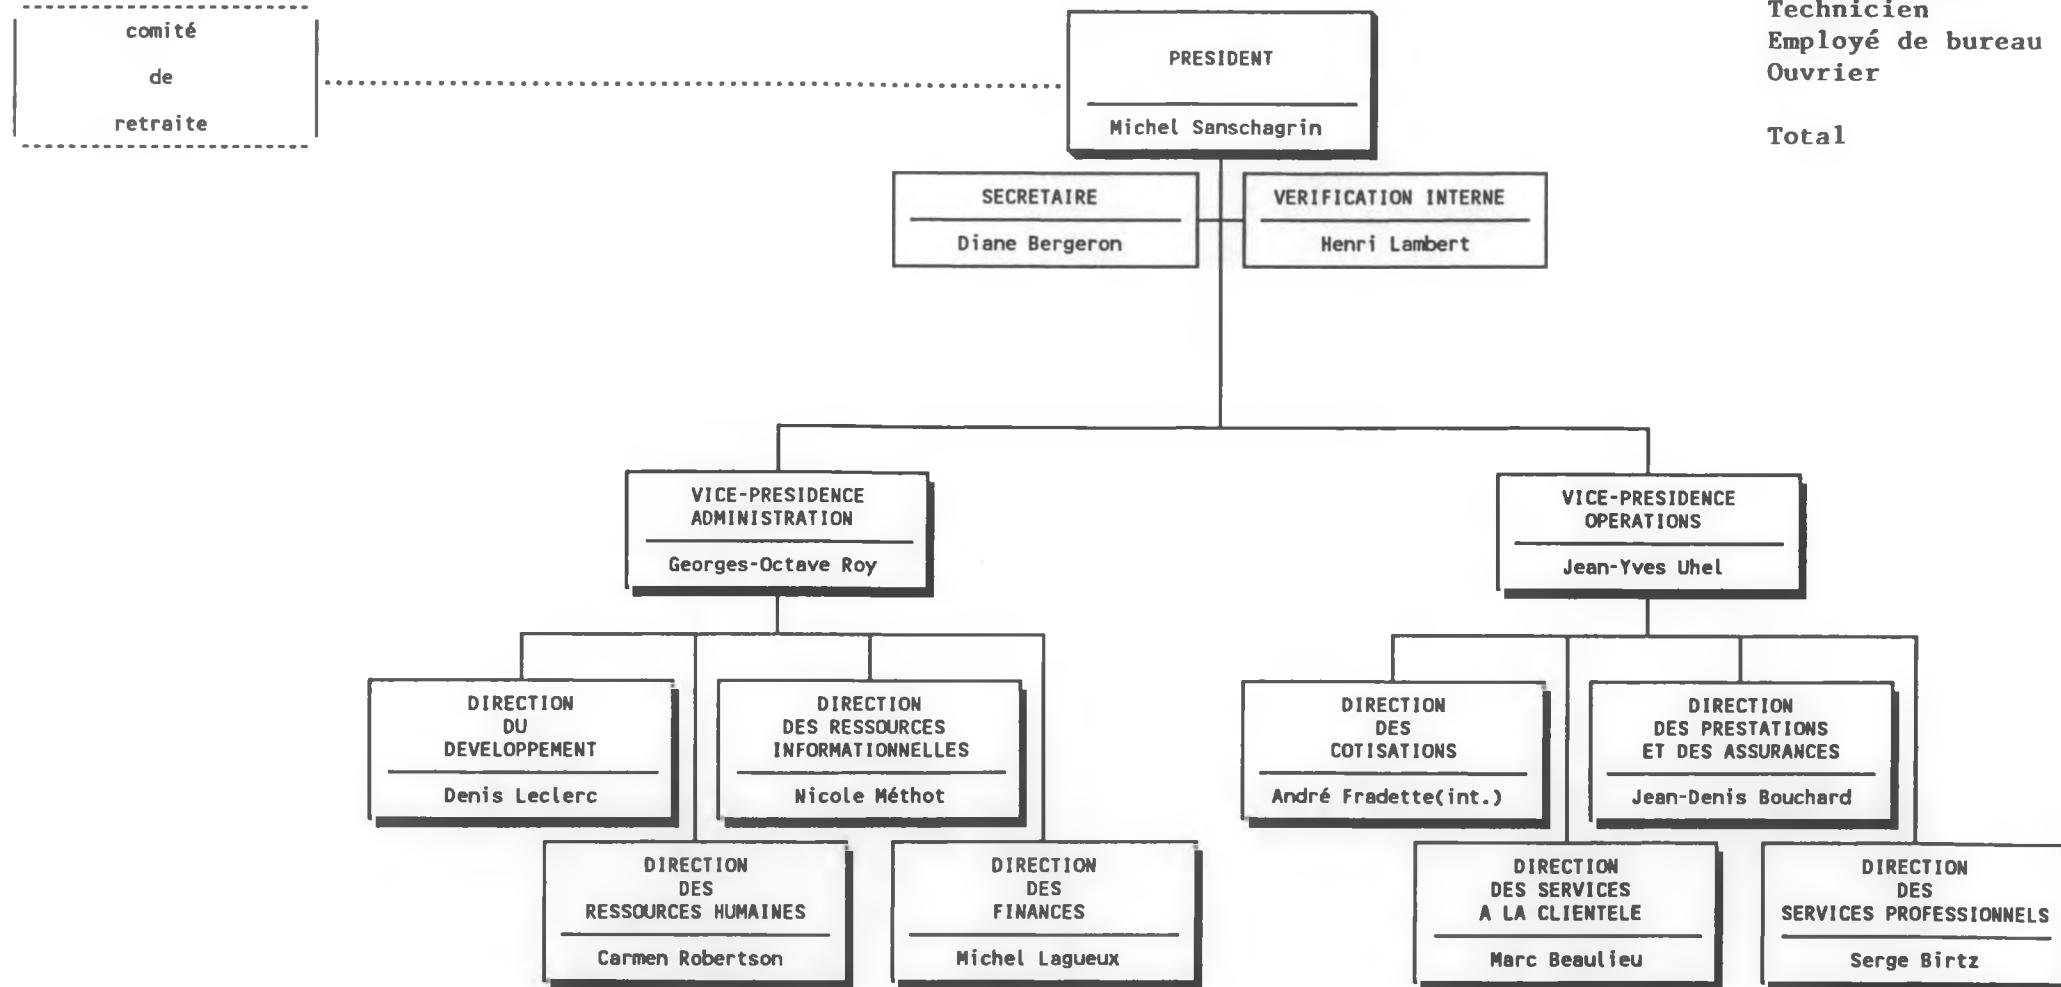 comité
de
retraite
PRESIDENT
Michel Sanschagrin
Technicien
Employé de bureau
Ouvrier
Total
SECRETAIRE
Diane Bergeron
VERIFICATION INTERNE
Henri Lambert
VICE-PRESIDENCE
ADMINISTRATION
Georges-Octave Roy
VICE-PRESIDENCE
OPERATIONS
Jean-Yves Uhel
DIRECTION
DU
DEVELOPPEMENT
Denis Leclerc
DIRECTION
DES RESSOURCES
INFORMATIONNELLES
Nicole Méthot
DIRECTION
DES
COTISATIONS
André Fradette(int.)
DIRECTION
DES PRESTATIONS
ET DES ASSURANCES
Jean-Denis Bouchard
DIRECTION
DES
RESSOURCES HUMAINES
Carmen Robertson
DIRECTION
DES
FINANCES
Michel Lagueux
DIRECTION
DES SERVICES
A LA CLIENTELE
Marc Beaulieu
DIRECTION
DES
SERVICES PROFESSIONNELS
Serge Birtz